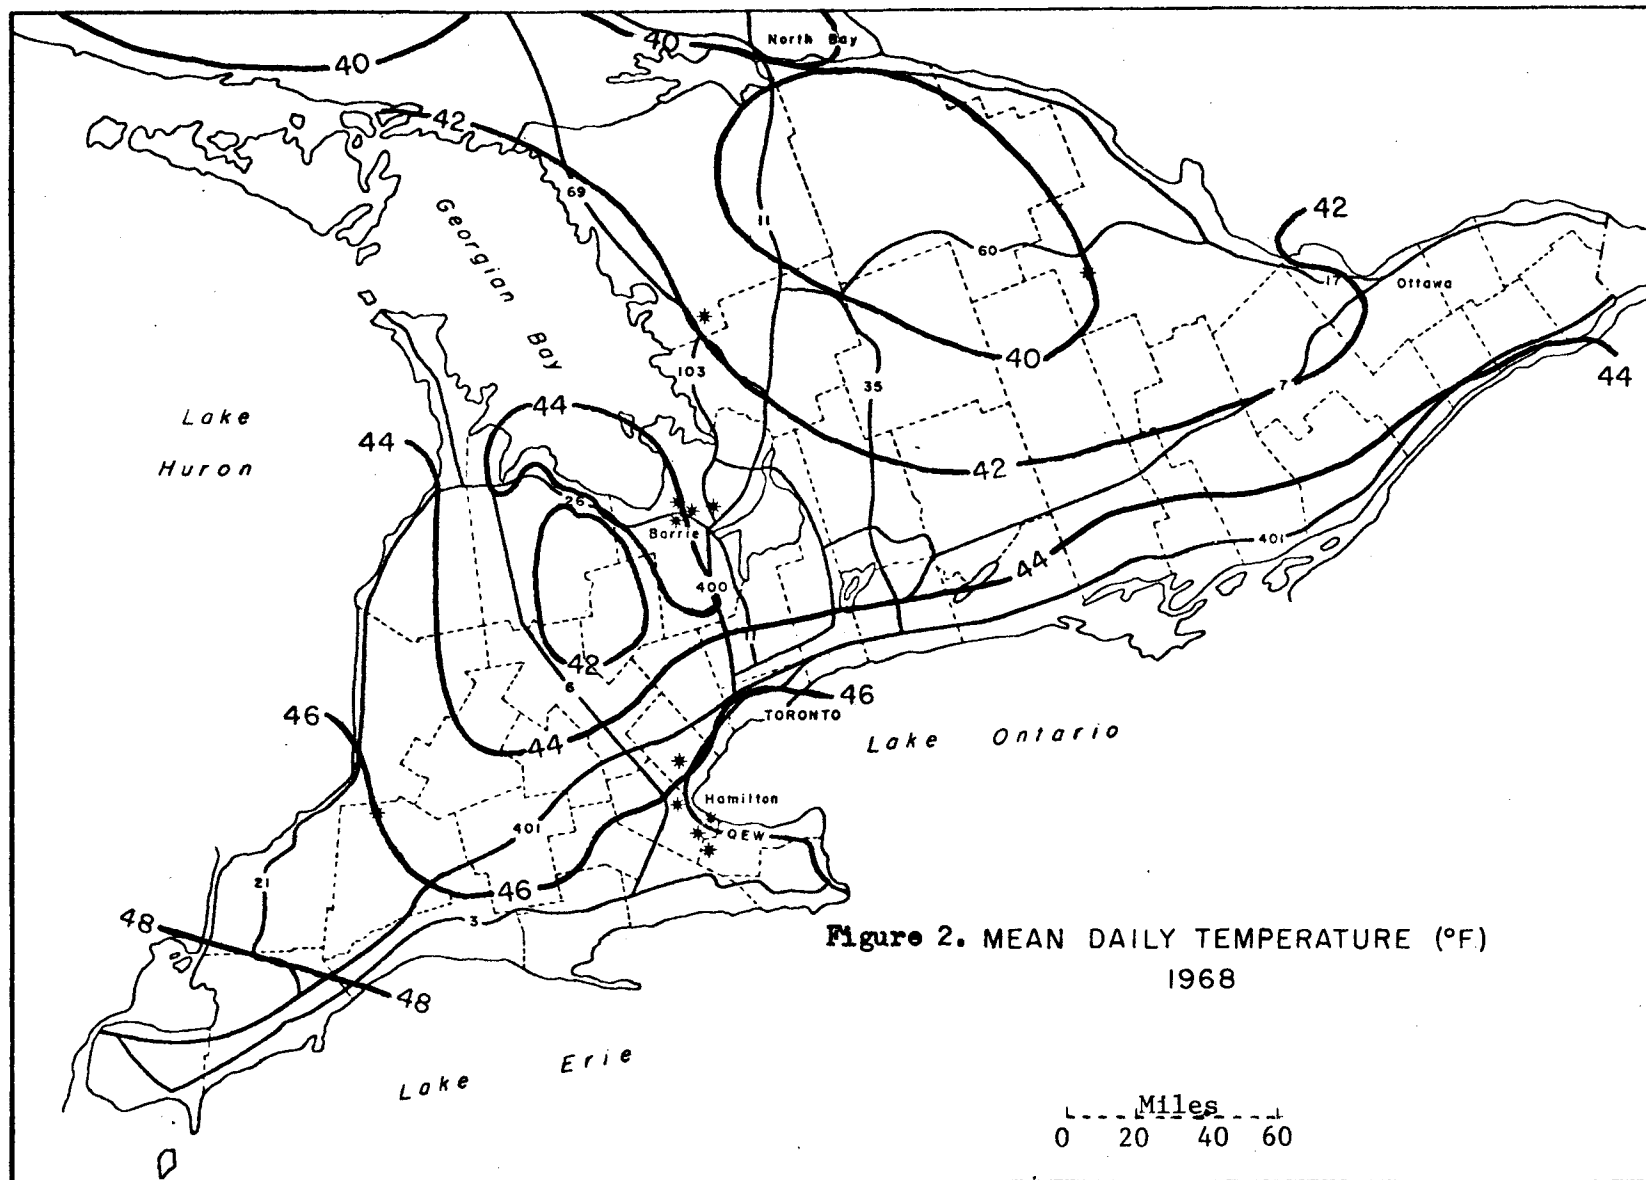 40
40
North Bay
42
69
Georgian Bay
11
60
42
17
Ottawa
40
103
35
7
44
44
44
Lake
Huron
42
26
Barrie
401
400
44
42
6
46
TORONTO
46
44
Lake Ontario
Hamilton
401
QEW
21
46
3
48
48
Figure 2. MEAN DAILY TEMPERATURE (°F.)
1968
Lake Erie
Miles
0 20 40 60